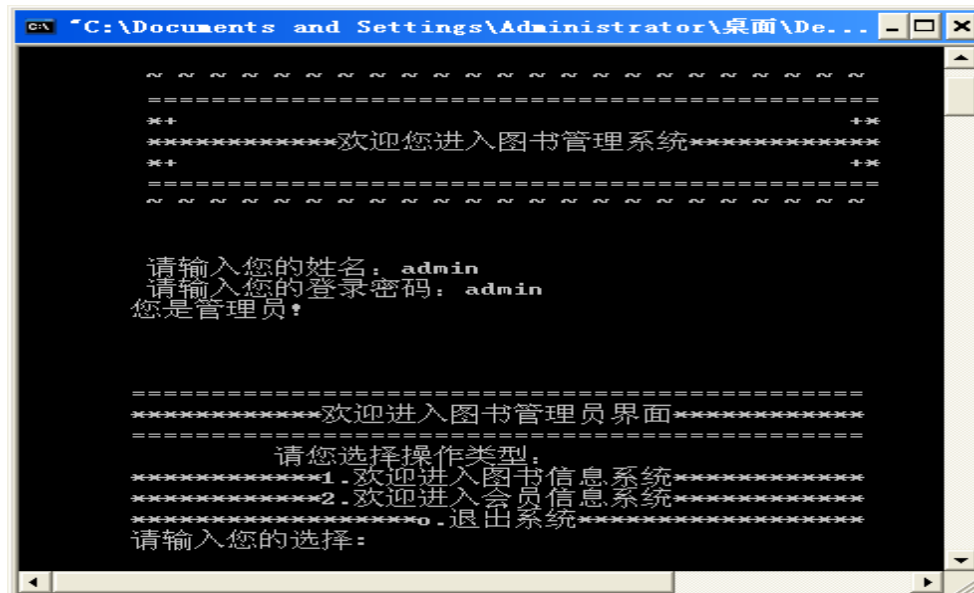 "C:\Documents and Settings\Administrator\桌面\De...
~ ~ ~ ~ ~ ~ ~ ~ ~ ~ ~ ~ ~ ~ ~ ~ ~ ~ ~ ~ ~ ~ ~
==============================================
*+ +*
************欢迎您进入图书管理系统************
*+ +*
==============================================
~ ~ ~ ~ ~ ~ ~ ~ ~ ~ ~ ~ ~ ~ ~ ~ ~ ~ ~ ~ ~ ~ ~
请输入您的姓名：admin
请输入您的登录密码：admin
您是管理员!
==============================================
************欢迎进入图书管理员界面************
==============================================
请您选择操作类型：
************1.欢迎进入图书信息系统************
************2.欢迎进入会员信息系统************
******************o.退出系统******************
请输入您的选择: